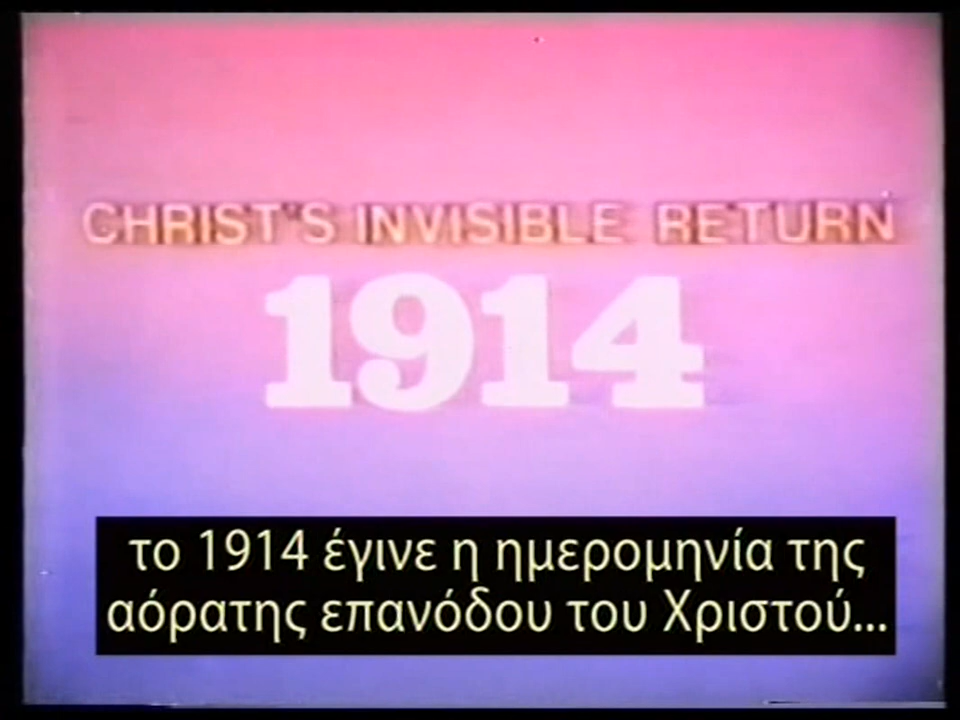 CHRIST'S INVISIBLE RETURN
1914
το 1914 έγινε η ημερομηνία της
αόρατης επανόδου του Χριστού...